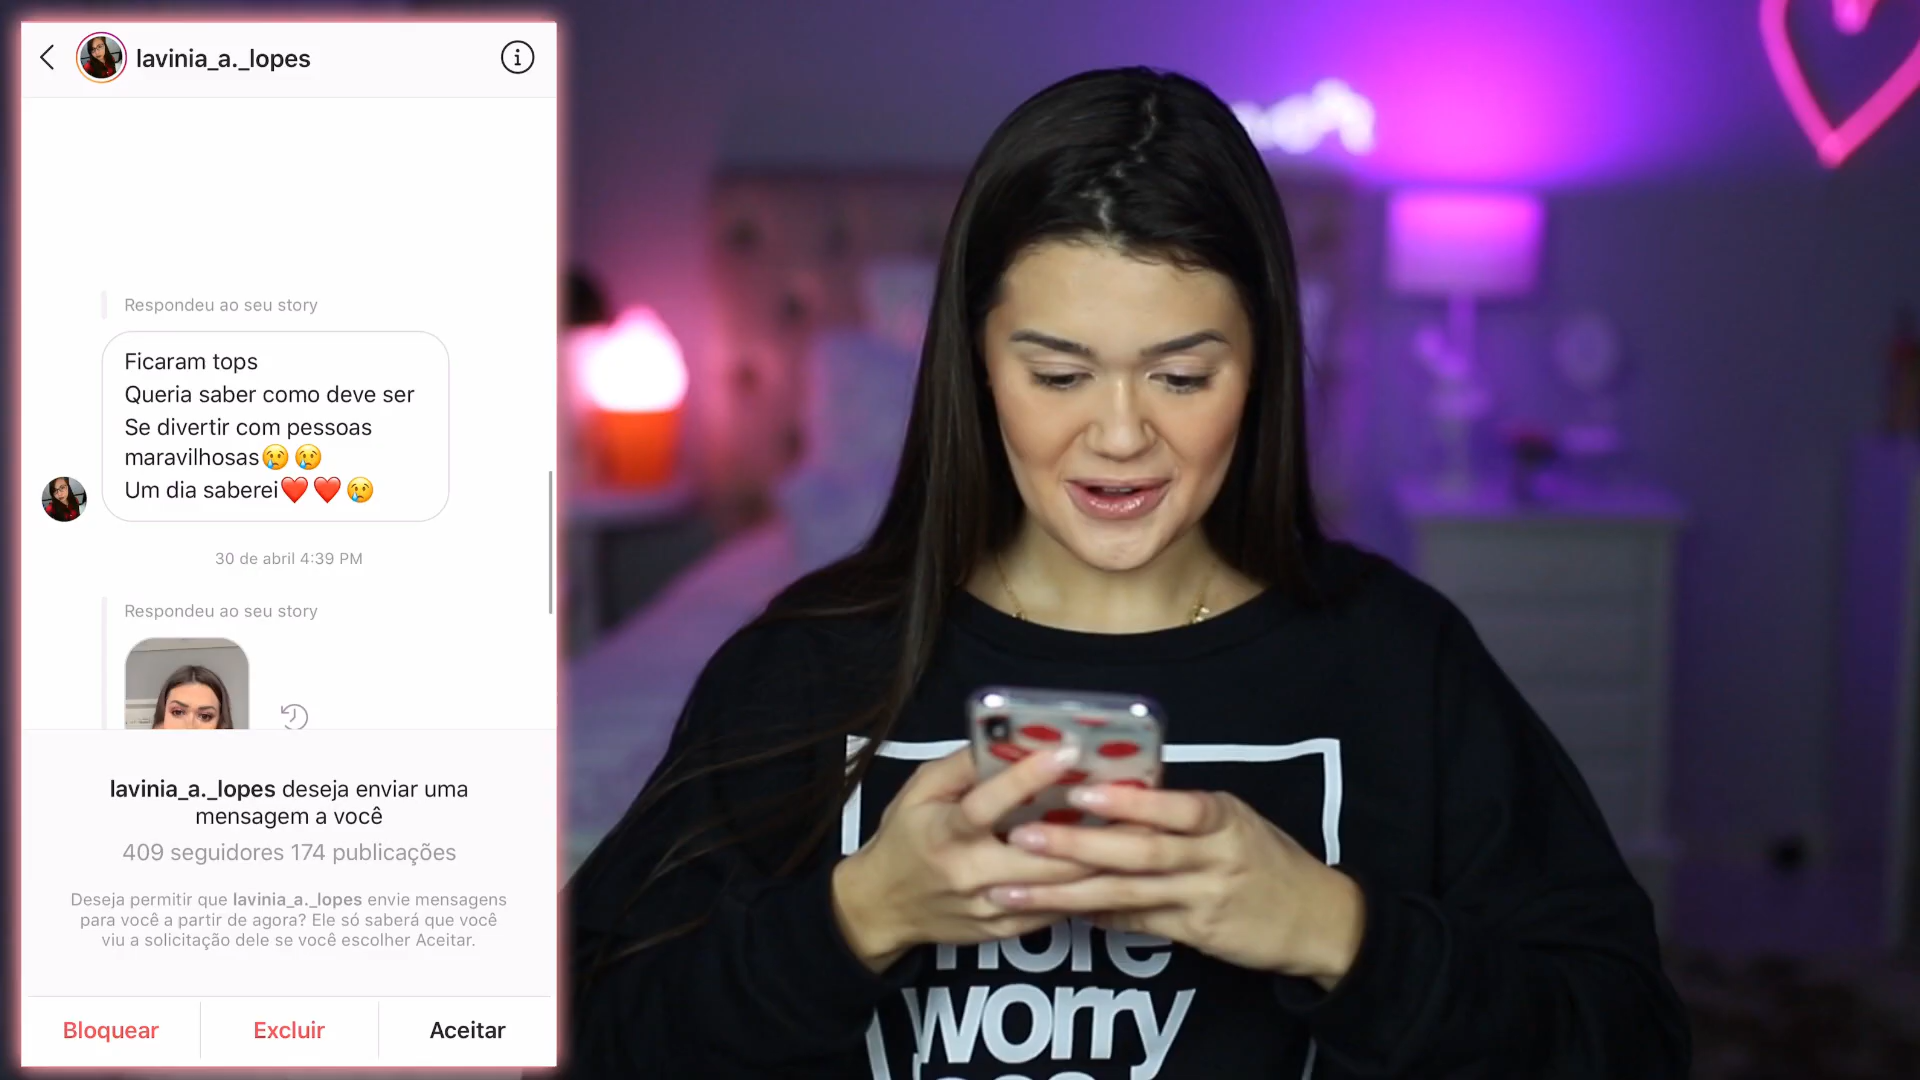 lavinia_a._lopes
Respondeu ao seu story
Ficaram tops
Queria saber como deve ser
Se divertir com pessoas
maravilhosas😢😢
Um dia saberei❤️❤️😢
30 de abril 4:39 PM
Respondeu ao seu story
lavinia_a._lopes deseja enviar uma
mensagem a você
409 seguidores 174 publicações
Deseja permitir que lavinia_a._lopes envie mensagens
para você a partir de agora? Ele só saberá que você
viu a solicitação dele se você escolher Aceitar.
Bloquear
Excluir
Aceitar
more
worry